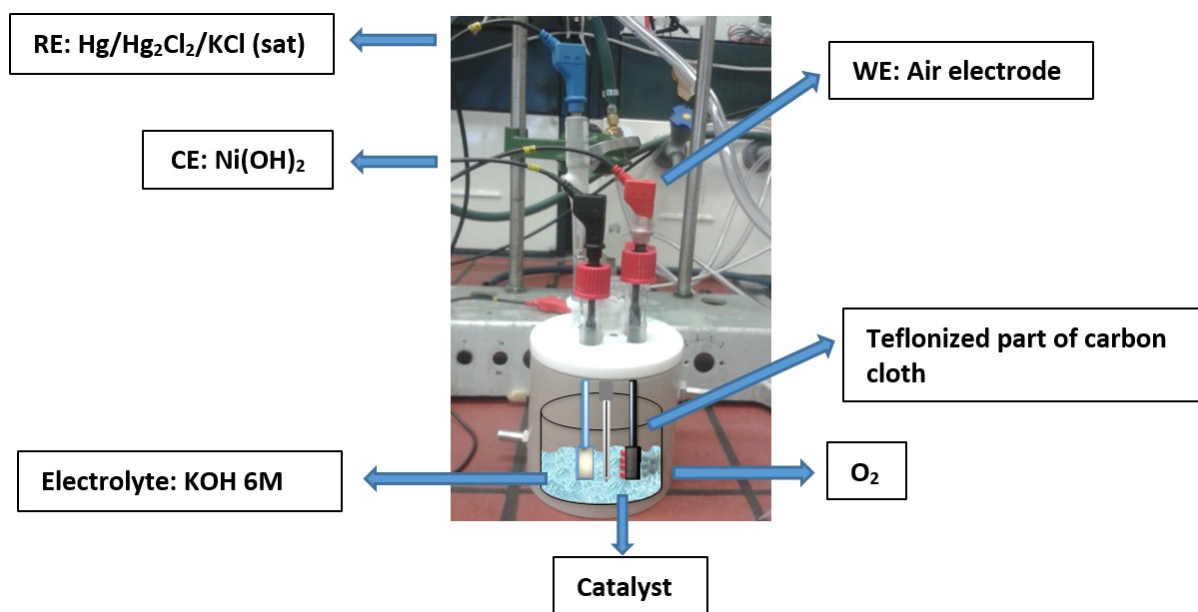 RE: Hg/Hg₂Cl₂/KCl (sat)
WE: Air electrode
CE: Ni(OH)₂
Teflonized part of carbon
cloth
Electrolyte: KOH 6M
O₂
Catalyst